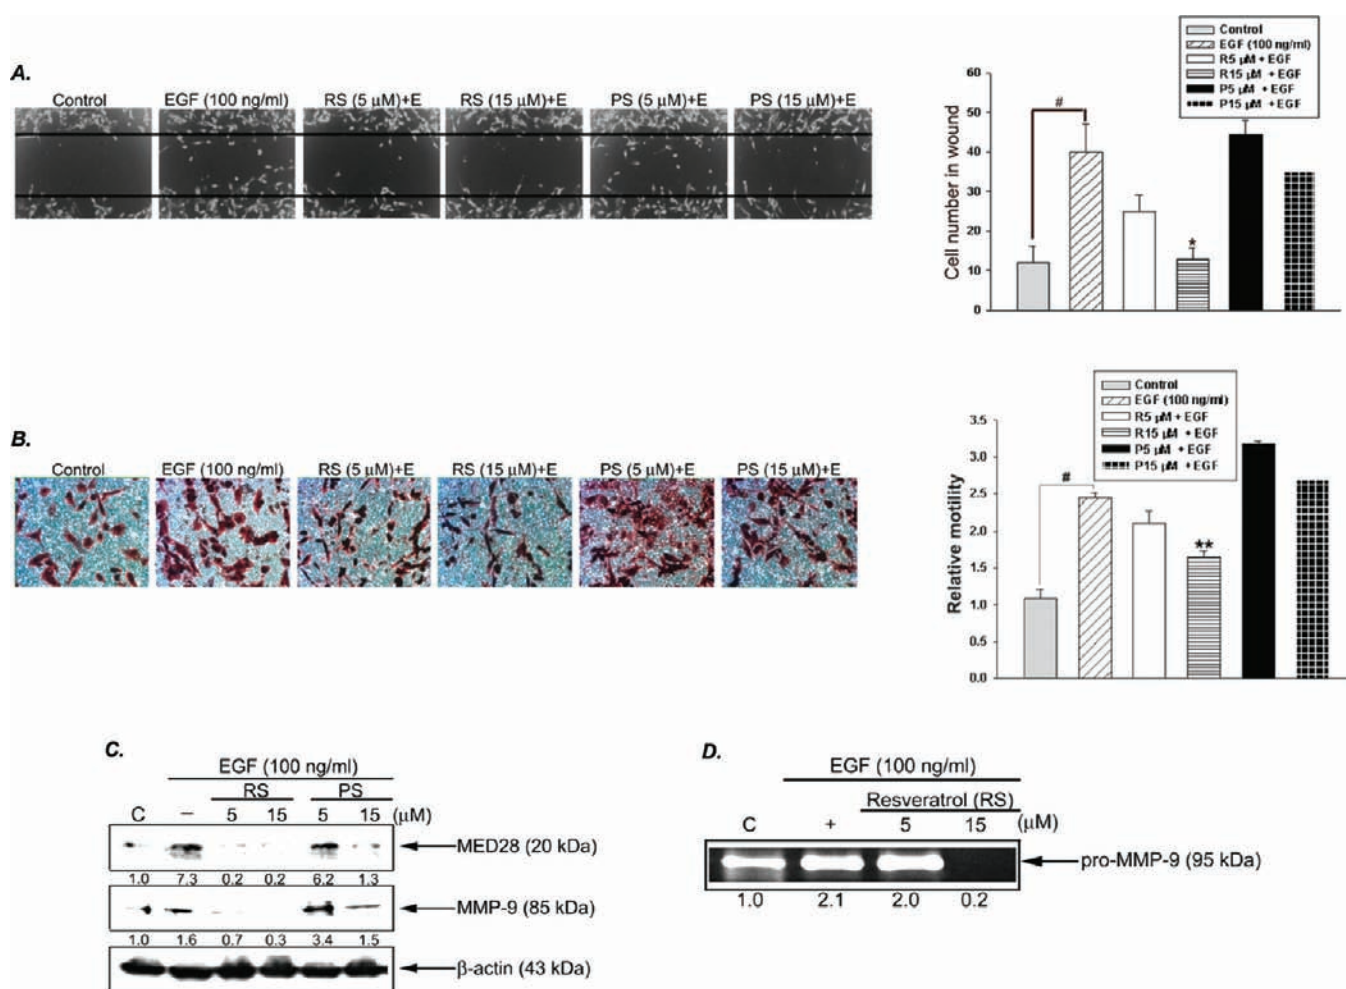 A.
Control EGF (100 ng/ml) RS (5 μM)+E RS (15 μM)+E PS (5 μM)+E PS (15 μM)+E
Control
EGF (100 ng/ml)
R5 μM + EGF
R15 μM + EGF
P5 μM + EGF
P15 μM + EGF
Cell number in wound
60
50
40
30
20
10
0
#
*
B.
Control EGF (100 ng/ml) RS (5 μM)+E RS (15 μM)+E PS (5 μM)+E PS (15 μM)+E
Control
EGF (100 ng/ml)
R5 μM + EGF
R15 μM + EGF
P5 μM + EGF
P15 μM + EGF
Relative motility
3.5
3.0
2.5
2.0
1.5
1.0
0.5
0.0
#
**
C.
EGF (100 ng/ml)
RS PS
C – 5 15 5 15 (μM)
MED28 (20 kDa)
1.0 7.3 0.2 0.2 6.2 1.3
MMP-9 (85 kDa)
1.0 1.6 0.7 0.3 3.4 1.5
β-actin (43 kDa)
D.
EGF (100 ng/ml)
Resveratrol (RS)
C + 5 15 (μM)
pro-MMP-9 (95 kDa)
1.0 2.1 2.0 0.2